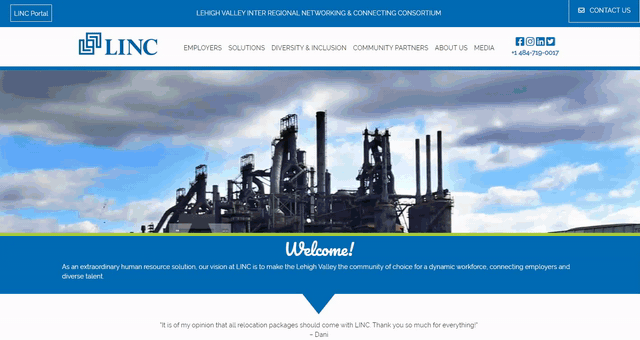 LINC Portal
LEHIGH VALLEY INTER REGIONAL NETWORKING & CONNECTING CONSORTIUM
CONTACT US
LINC
EMPLOYERS SOLUTIONS DIVERSITY & INCLUSION COMMUNITY PARTNERS ABOUT US MEDIA
+1 484-719-0017
Welcome!
As an extraordinary human resource solution, our vision at LINC is to make the Lehigh Valley the community of choice for a dynamic workforce, connecting employers and
diverse talent.
"It is of my opinion that all relocation packages should come with LINC. Thank you so much for everything!"
– Dani